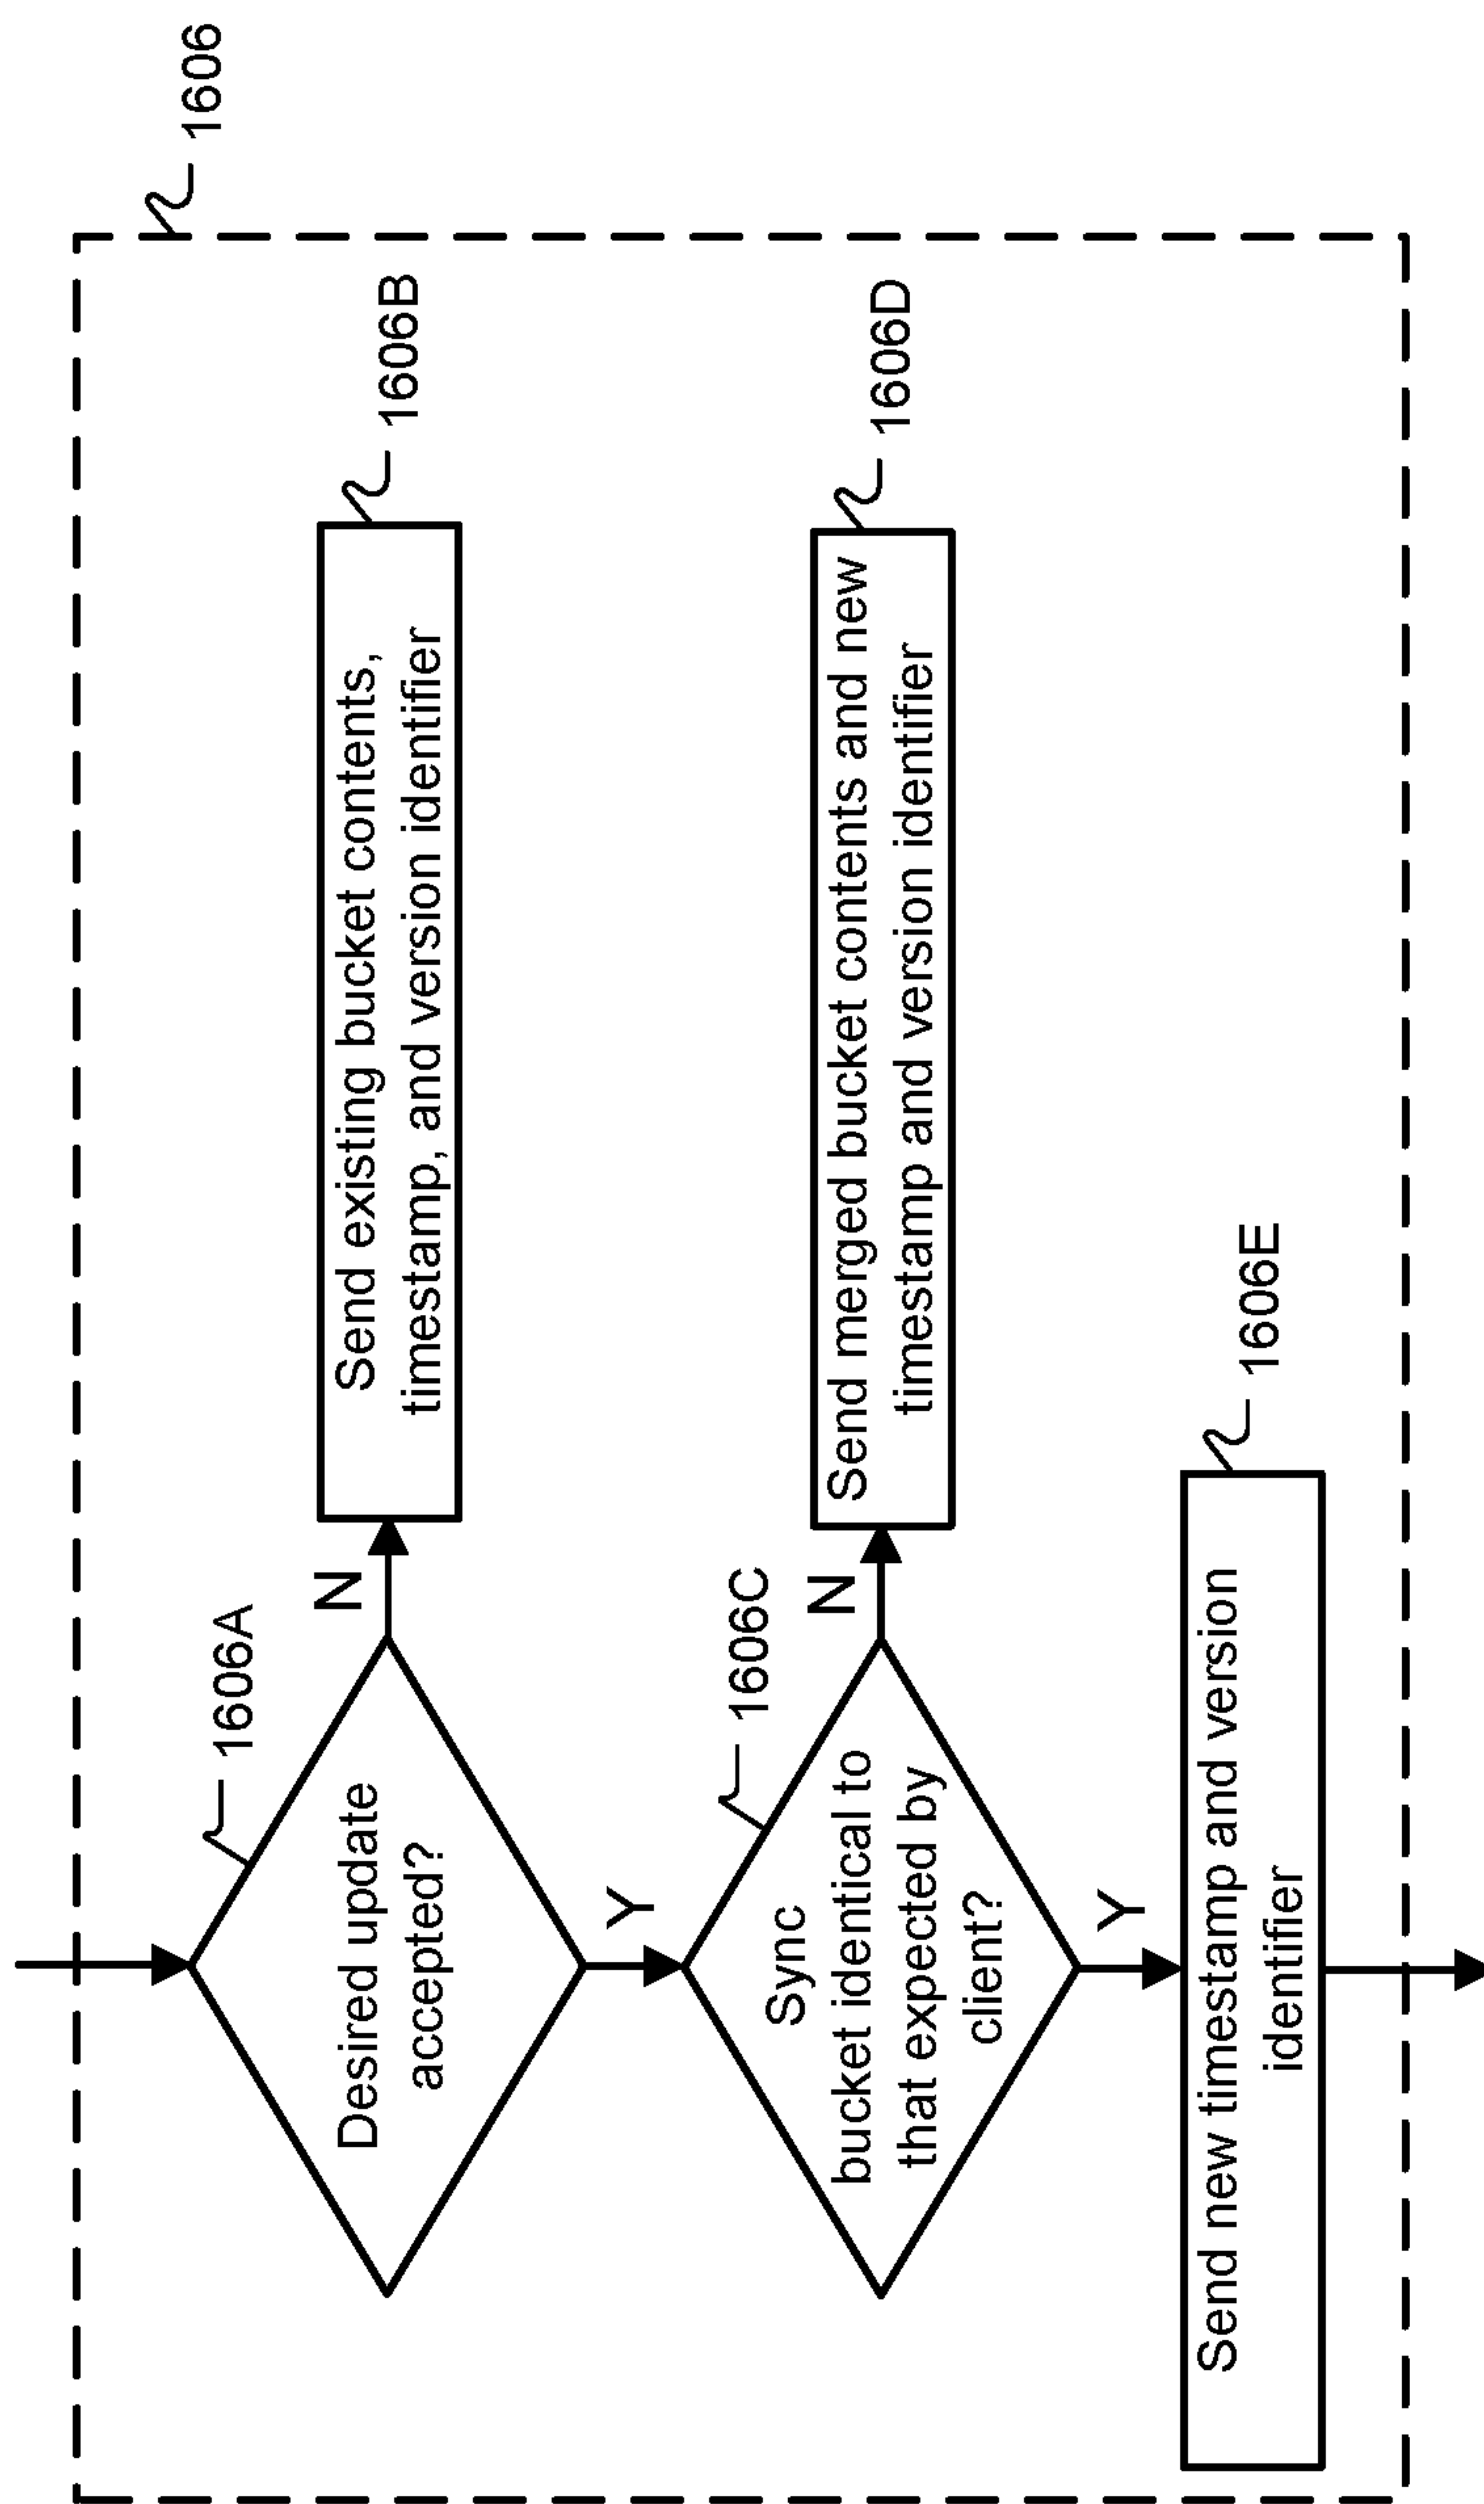 1606
1606A
Desired update
accepted?
N
1606B
Send existing bucket contents,
timestamp, and version identifier
Y
1606C
Sync
bucket identical to
that expected by
client?
N
1606D
Send merged bucket contents and new
timestamp and version identifier
Y
1606E
Send new timestamp and version
identifier